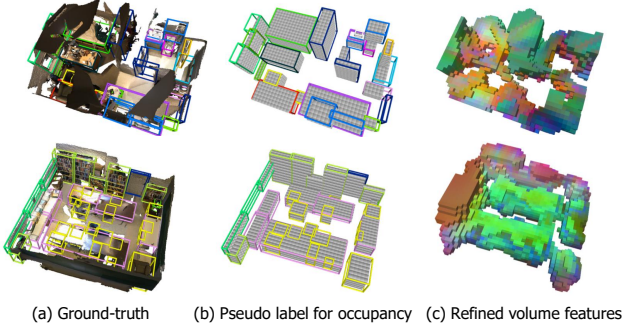 (a) Ground-truth
(b) Pseudo label for occupancy
(c) Refined volume features